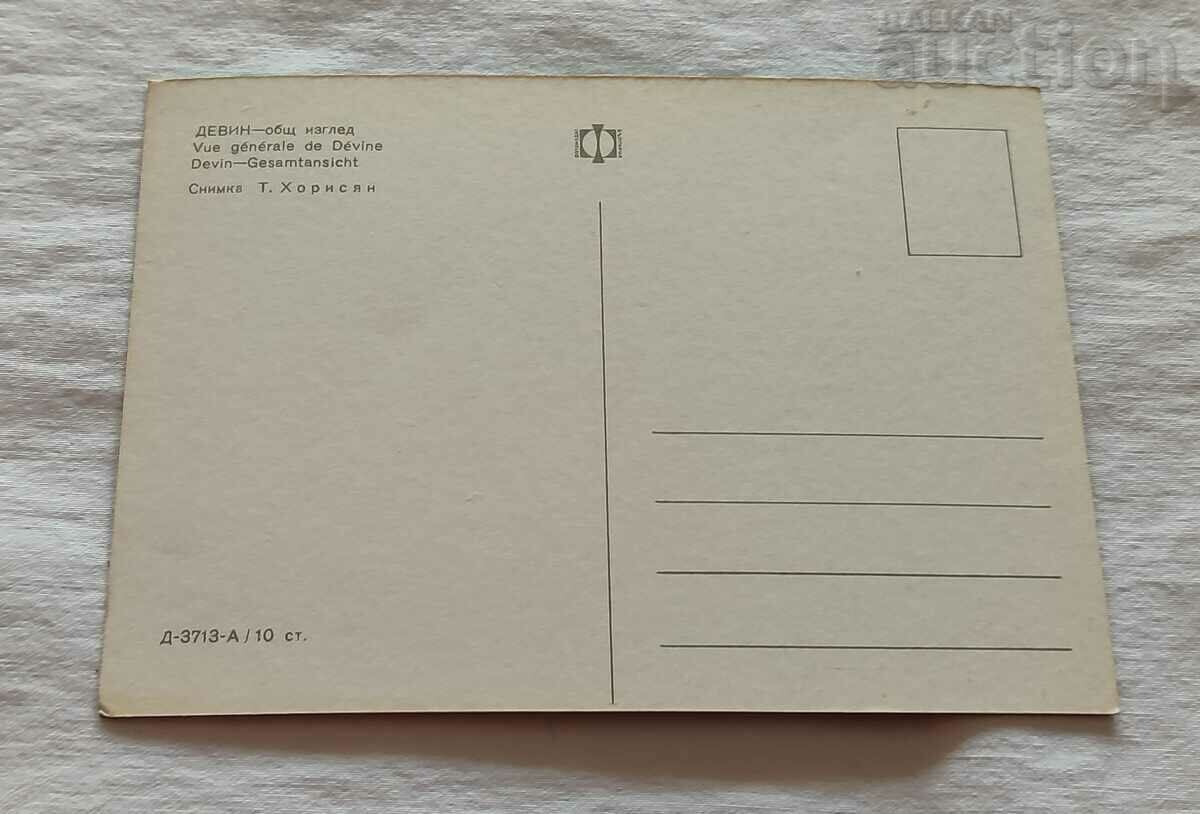 BALKAN
auction
ДЕВИН—общ изглед
Vue générale de Dévine
Devin—Gesamtansicht
Снимка Т. Хорисян
Д-3713-А / 10 ст.